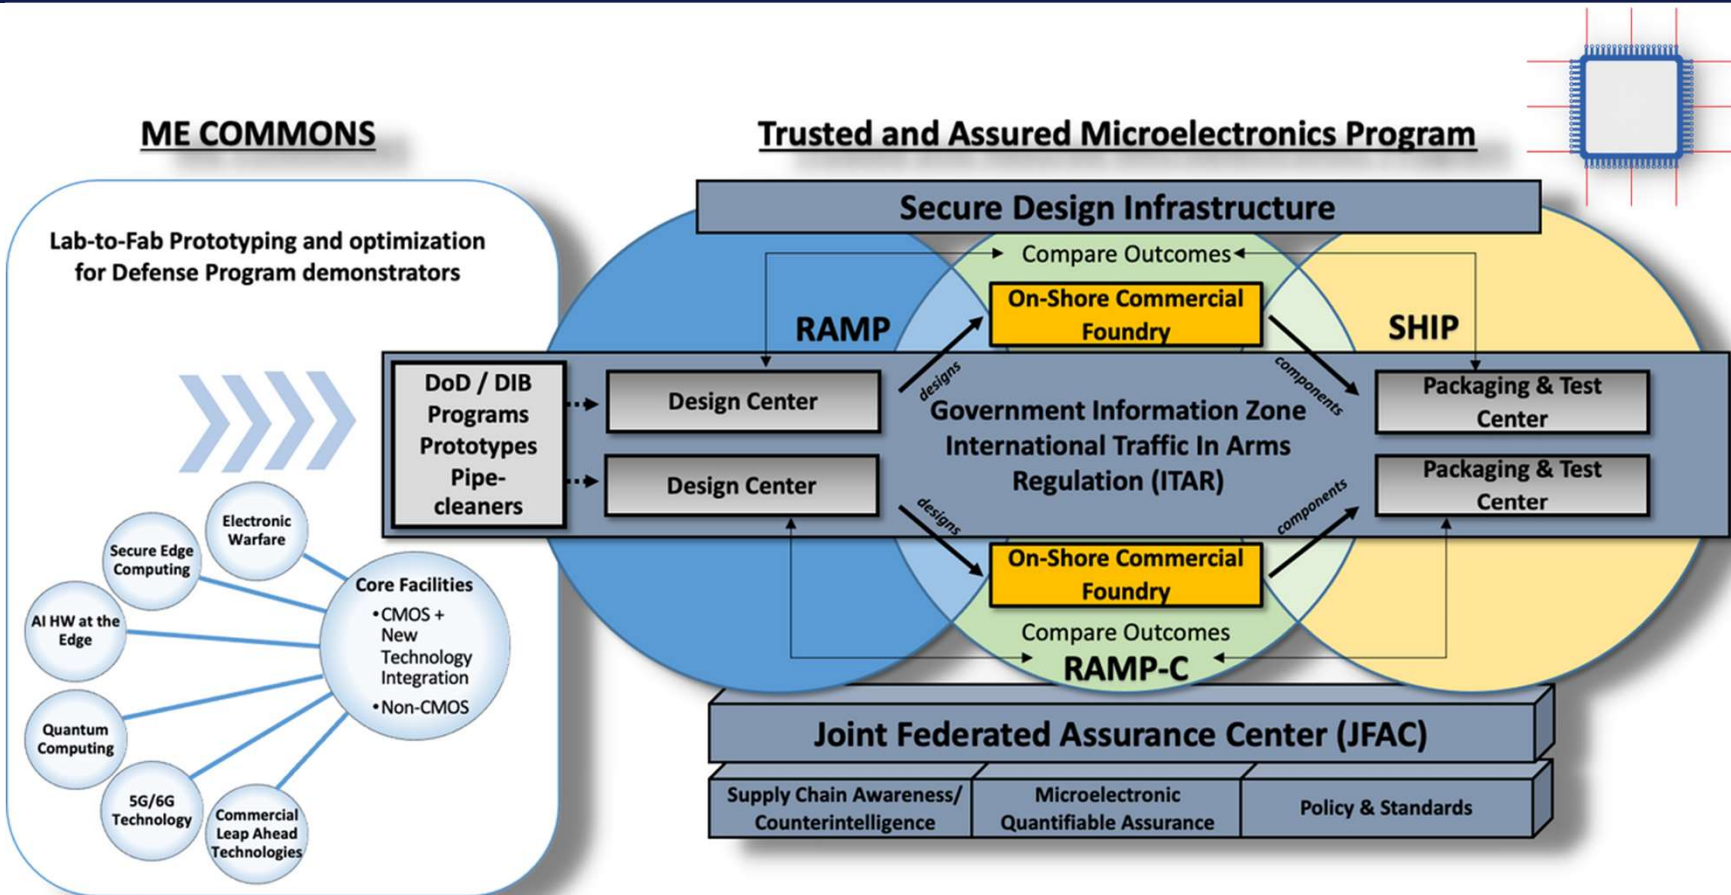 ME COMMONS
Lab-to-Fab Prototyping and optimization
for Defense Program demonstrators
Electronic
Warfare
Secure Edge
Computing
AI HW at the
Edge
Quantum
Computing
5G/6G
Technology
Commercial
Leap Ahead
Technologies
Core Facilities
•CMOS +
New
Technology
Integration
•Non-CMOS
Trusted and Assured Microelectronics Program
Secure Design Infrastructure
Compare Outcomes
RAMP
On-Shore Commercial
Foundry
SHIP
DoD / DIB
Programs
Prototypes
Pipe-
cleaners
Design Center
Design Center
designs
components
Government Information Zone
International Traffic In Arms
Regulation (ITAR)
designs
components
Packaging & Test
Center
Packaging & Test
Center
On-Shore Commercial
Foundry
Compare Outcomes
RAMP-C
Joint Federated Assurance Center (JFAC)
Supply Chain Awareness/
Counterintelligence
Microelectronic
Quantifiable Assurance
Policy & Standards